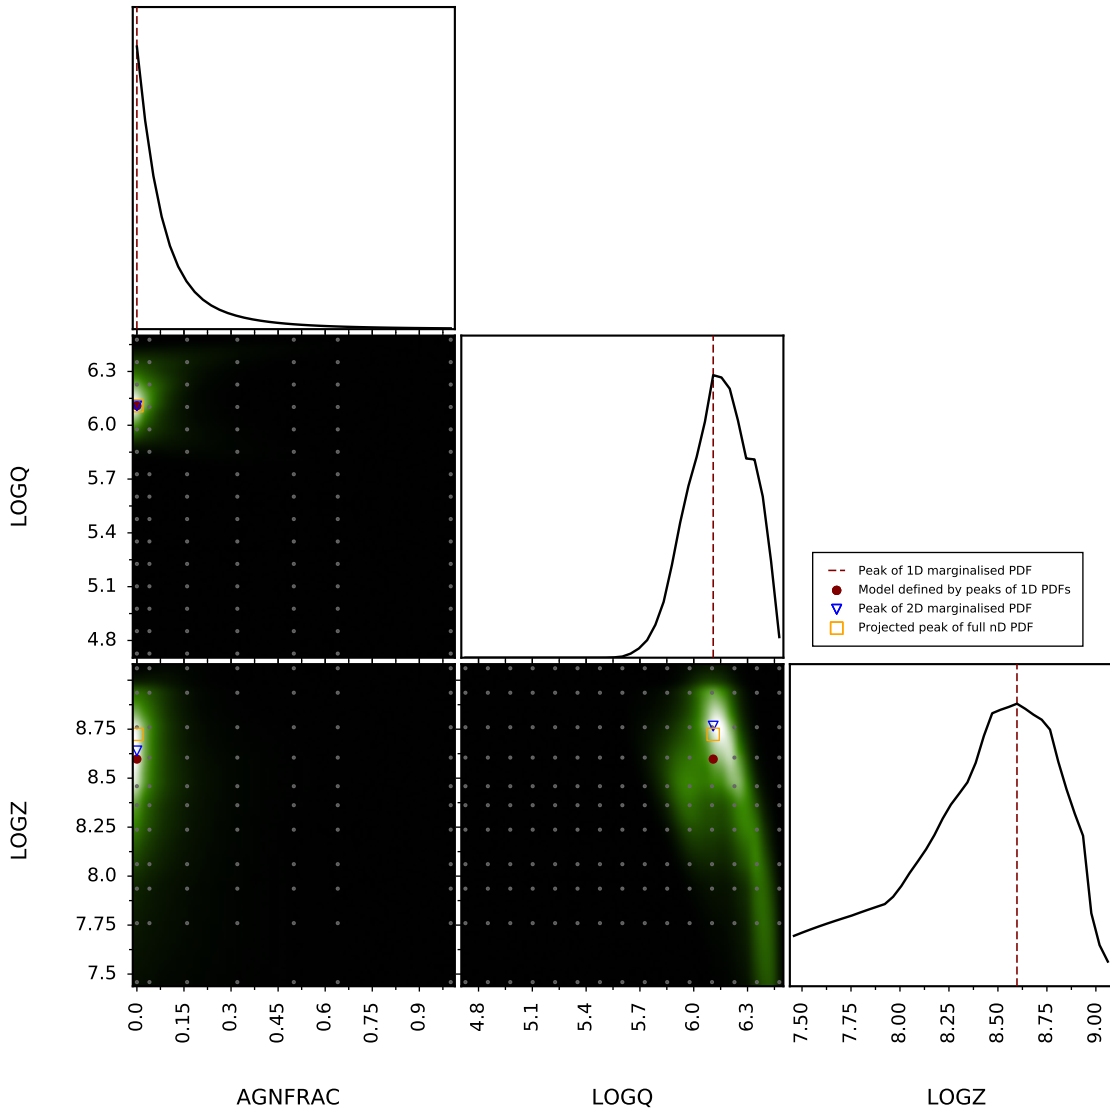 6.3
6.0
5.7
5.4
5.1
4.8
LOGQ
Peak of 1D marginalised PDF
Model defined by peaks of 1D PDFs
Peak of 2D marginalised PDF
Projected peak of full nD PDF
8.75
8.5
8.25
8.0
7.75
7.5
LOGZ
0.0 0.15 0.3 0.45 0.6 0.75 0.9
4.8 5.1 5.4 5.7 6.0 6.3
7.50 7.75 8.00 8.25 8.50 8.75 9.00
AGNFRAC LOGQ LOGZ